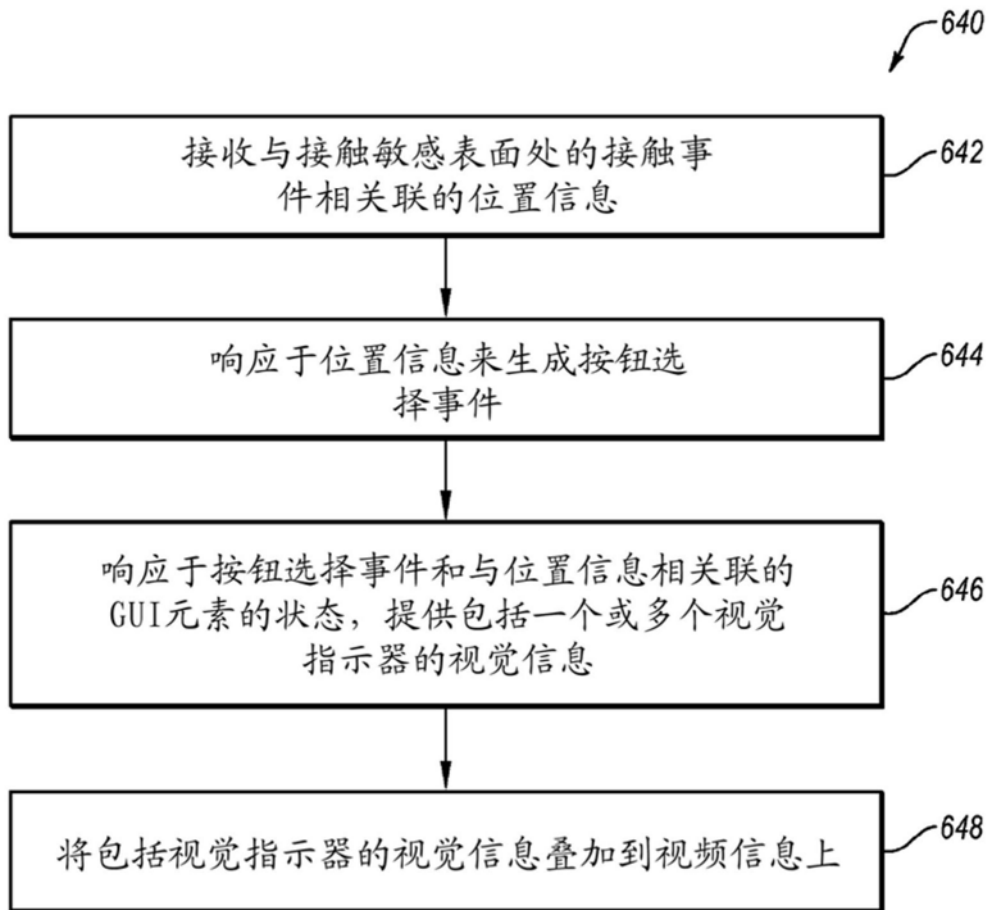 640
接收与接触敏感表面处的接触事
件相关联的位置信息
642
响应于位置信息来生成按钮选
择事件
644
响应于按钮选择事件和与位置信息相关联的
GUI元素的状态，提供包括一个或多个视觉
指示器的视觉信息
646
将包括视觉指示器的视觉信息叠加到视频信息上
648